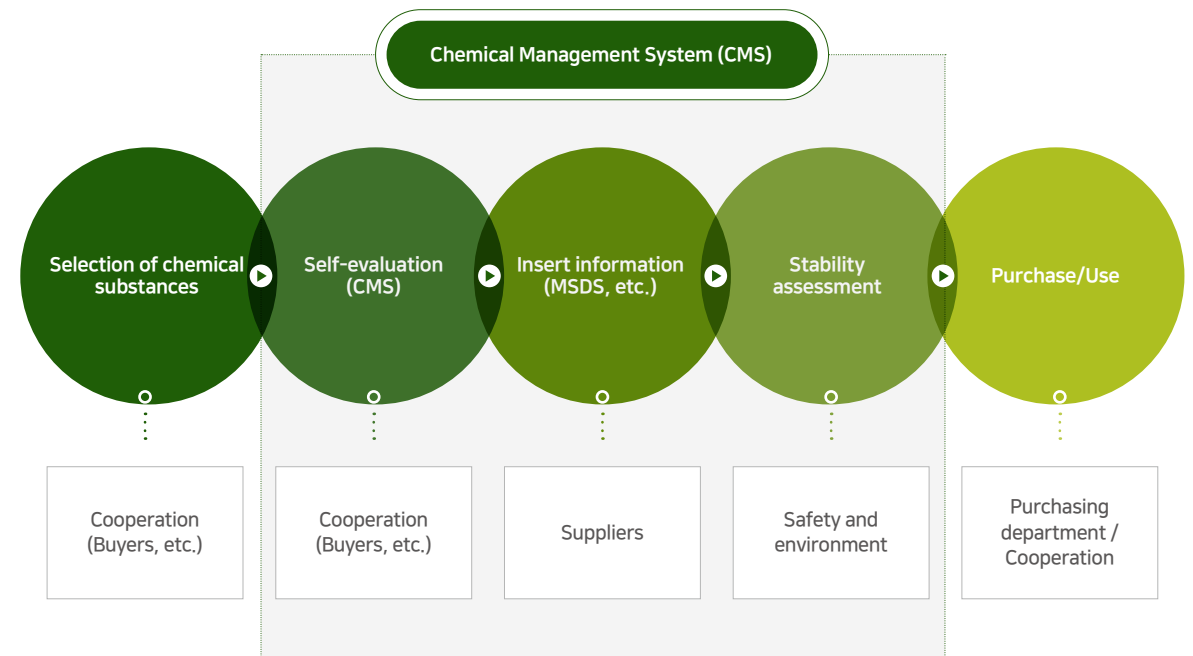 Chemical Management System (CMS)
Selection of chemical
substances
Self-evaluation
(CMS)
Insert information
(MSDS, etc.)
Stability
assessment
Purchase/Use
Cooperation
(Buyers, etc.)
Cooperation
(Buyers, etc.)
Suppliers
Safety and
environment
Purchasing
department /
Cooperation